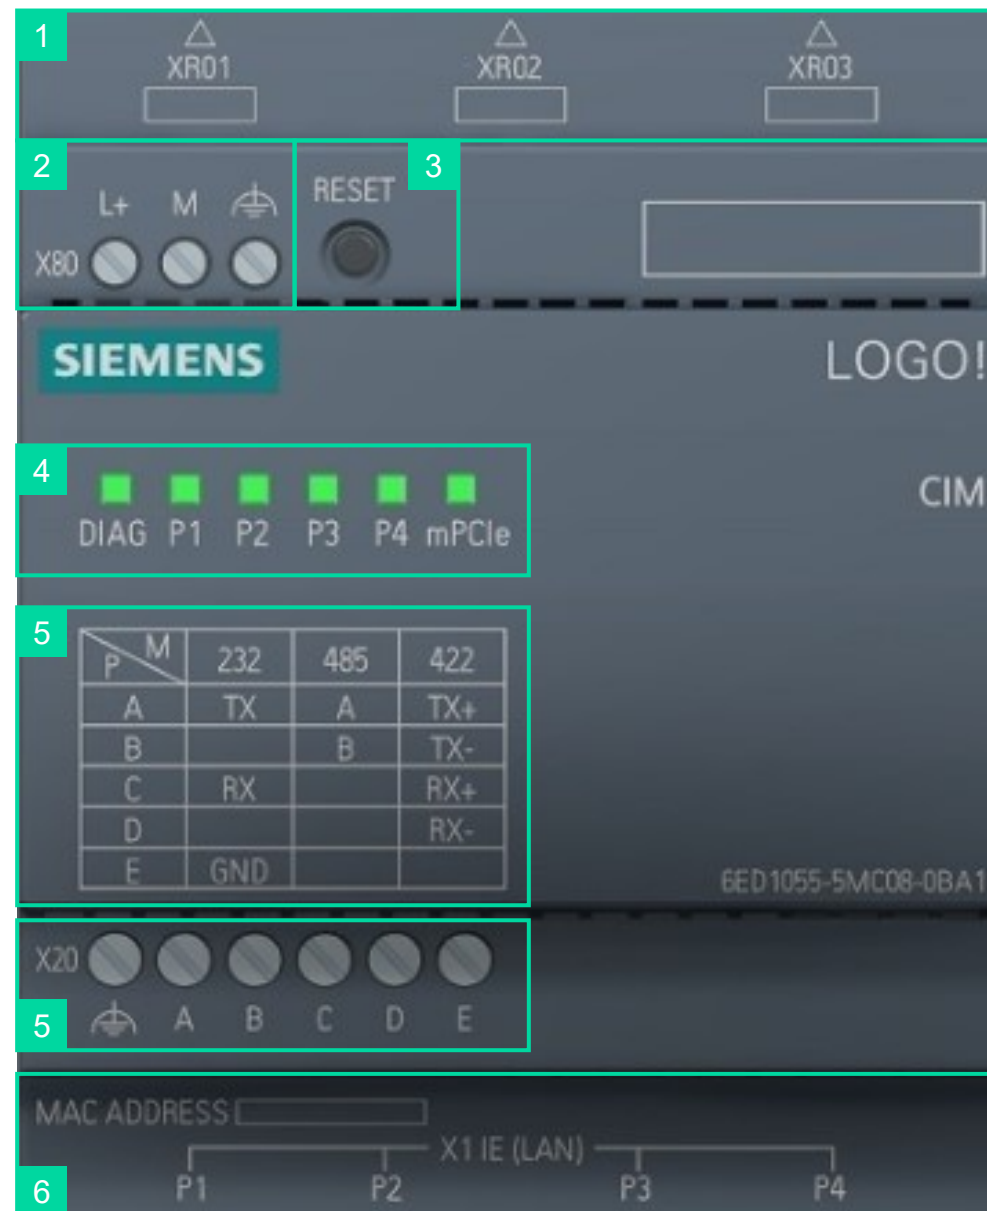 1
XR01 XR02 XR03
2 3
L+ M RESET
X80
SIEMENS LOGO!
4
CIM
DIAG P1 P2 P3 P4 mPCIe
5
P M 232 485 422
A TX A TX+
B B TX-
C RX RX+
D RX-
E GND
6ED1055-5MC08-0BA1
X20
5 A B C D E
MAC ADDRESS
X1 IE (LAN)
6 P1 P2 P3 P4